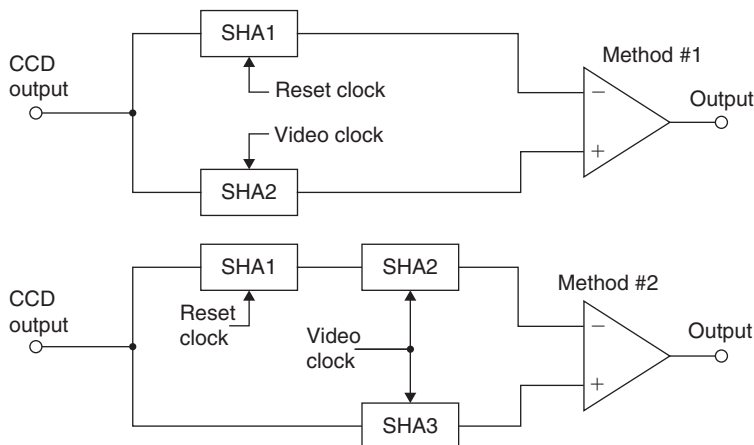 SHA1
Method #1
CCD
output
Reset clock
−
Output
Video clock
+
SHA2
SHA1
SHA2
Method #2
CCD
output
Reset
clock
−
Output
Video
clock
+
SHA3